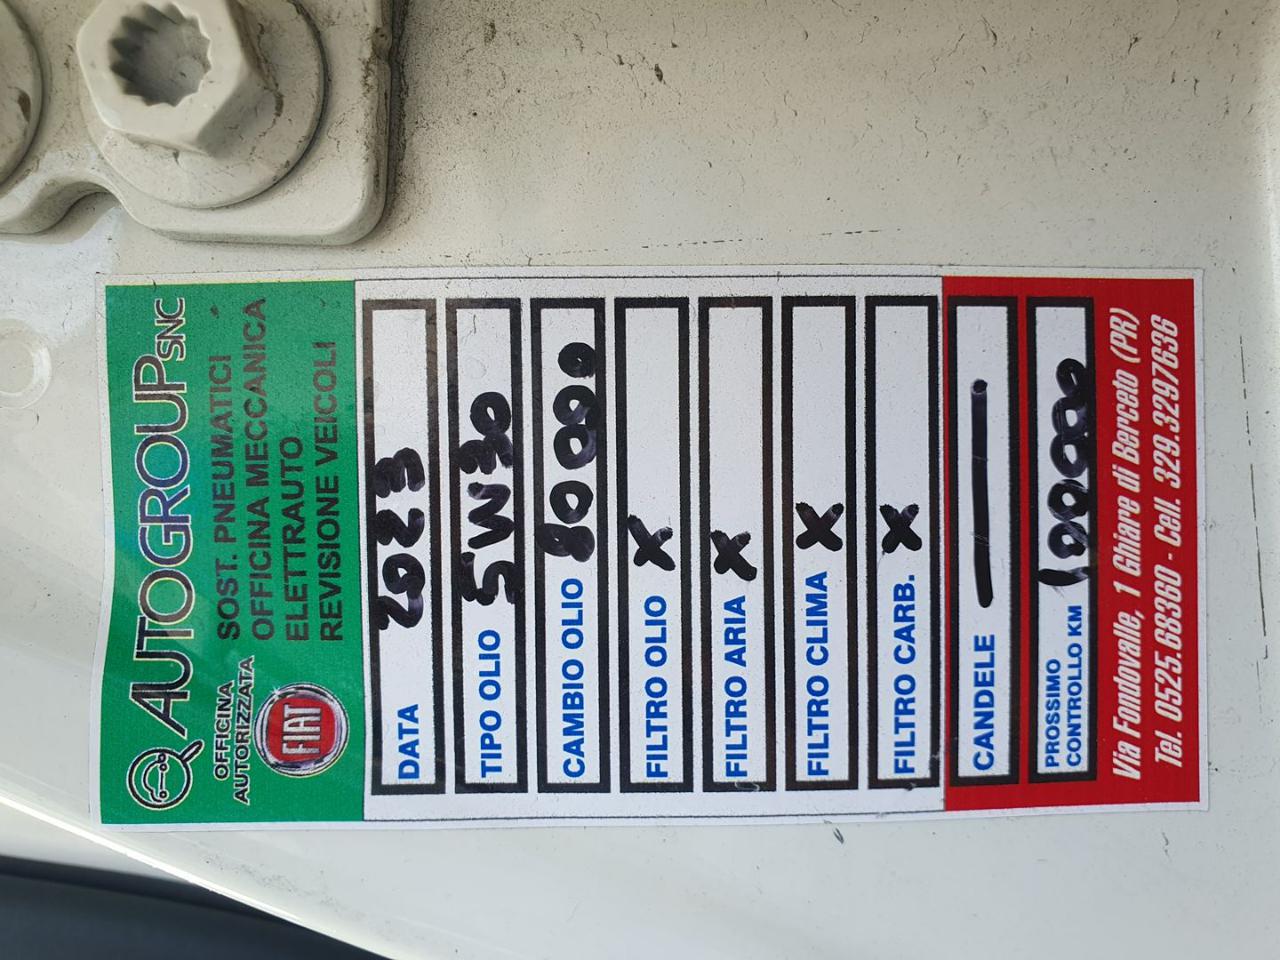 AUTOGROUP SNC
OFFICINA
AUTORIZZATA
FIAT
SOST. PNEUMATICI
OFFICINA MECCANICA
ELETTRAUTO
REVISIONE VEICOLI
DATA 2023
TIPO OLIO 5W30
CAMBIO OLIO 80000
FILTRO OLIO X
FILTRO ARIA X
FILTRO CLIMA X
FILTRO CARB. X
CANDELE —
PROSSIMO
CONTROLLO KM 100000
Via Fondovalle, 1 Ghiare di Berceto (PR)
Tel. 0525.68360 - Cell. 329.3297636